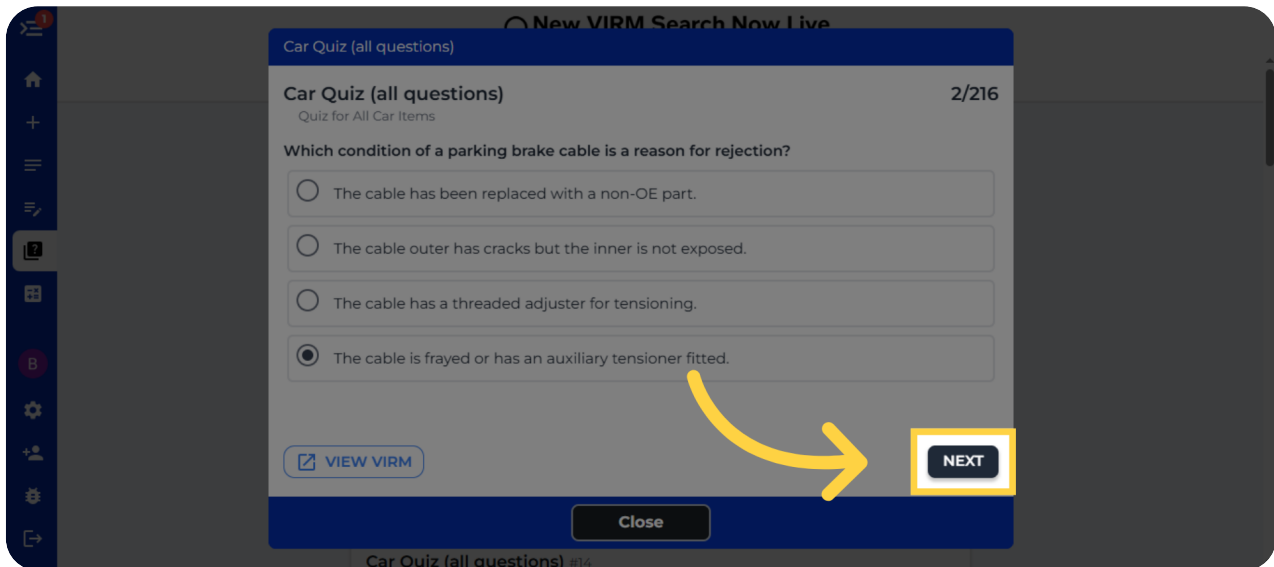 1
New VIRM Search Now Live
Car Quiz (all questions)
Car Quiz (all questions) 2/216
Quiz for All Car Items
Which condition of a parking brake cable is a reason for rejection?
The cable has been replaced with a non-OE part.
The cable outer has cracks but the inner is not exposed.
The cable has a threaded adjuster for tensioning.
The cable is frayed or has an auxiliary tensioner fitted.
B
VIEW VIRM NEXT
Close
Car Quiz (all questions) #14